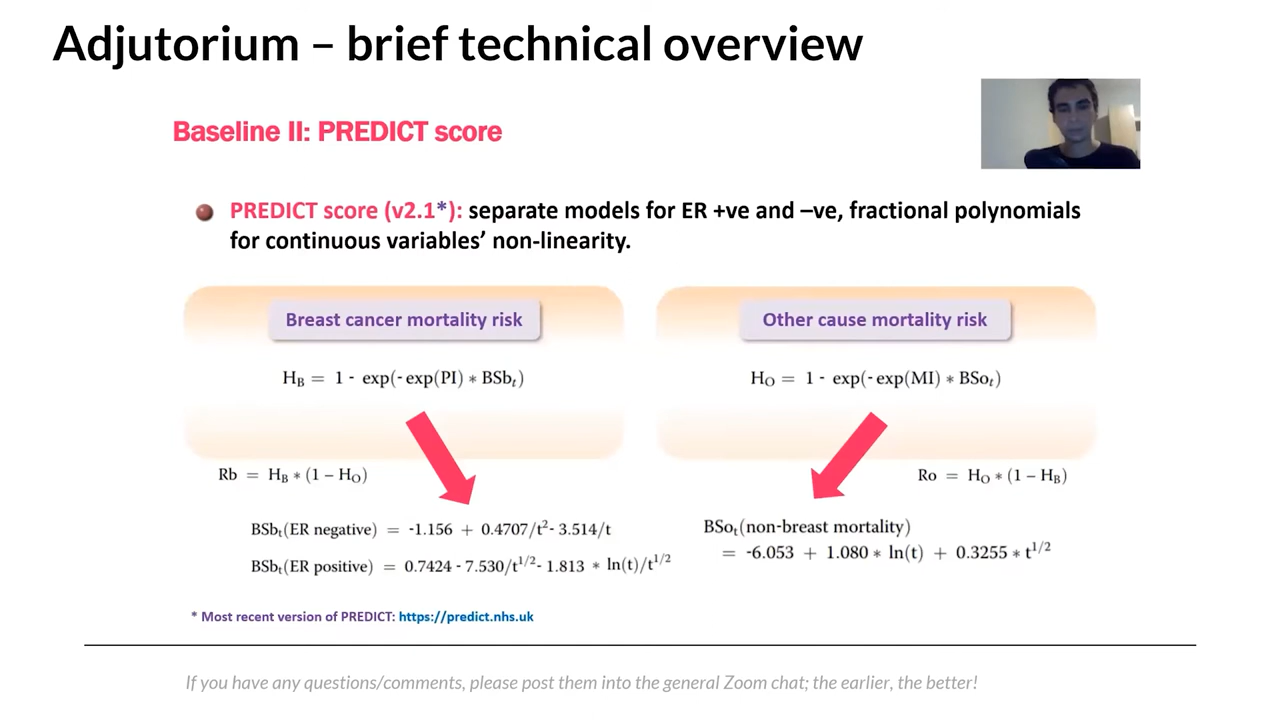 Adjutorium – brief technical overview
Baseline II: PREDICT score
PREDICT score (v2.1*): separate models for ER +ve and –ve, fractional polynomials
for continuous variables’ non-linearity.
Breast cancer mortality risk
H_B = 1 - exp(-exp(PI) * BSb_t)
Rb = H_B * (1 – H_O)
BSb_t(ER negative) = -1.156 + 0.4707/t² - 3.514/t
BSb_t(ER positive) = 0.7424 - 7.530/t^1/2 - 1.813 * ln(t)/t^1/2
Other cause mortality risk
H_O = 1 - exp(-exp(MI) * BSo_t)
Ro = H_O * (1 – H_B)
BSo_t(non-breast mortality)
= -6.053 + 1.080 * ln(t) + 0.3255 * t^1/2
* Most recent version of PREDICT: https://predict.nhs.uk
If you have any questions/comments, please post them into the general Zoom chat; the earlier, the better!